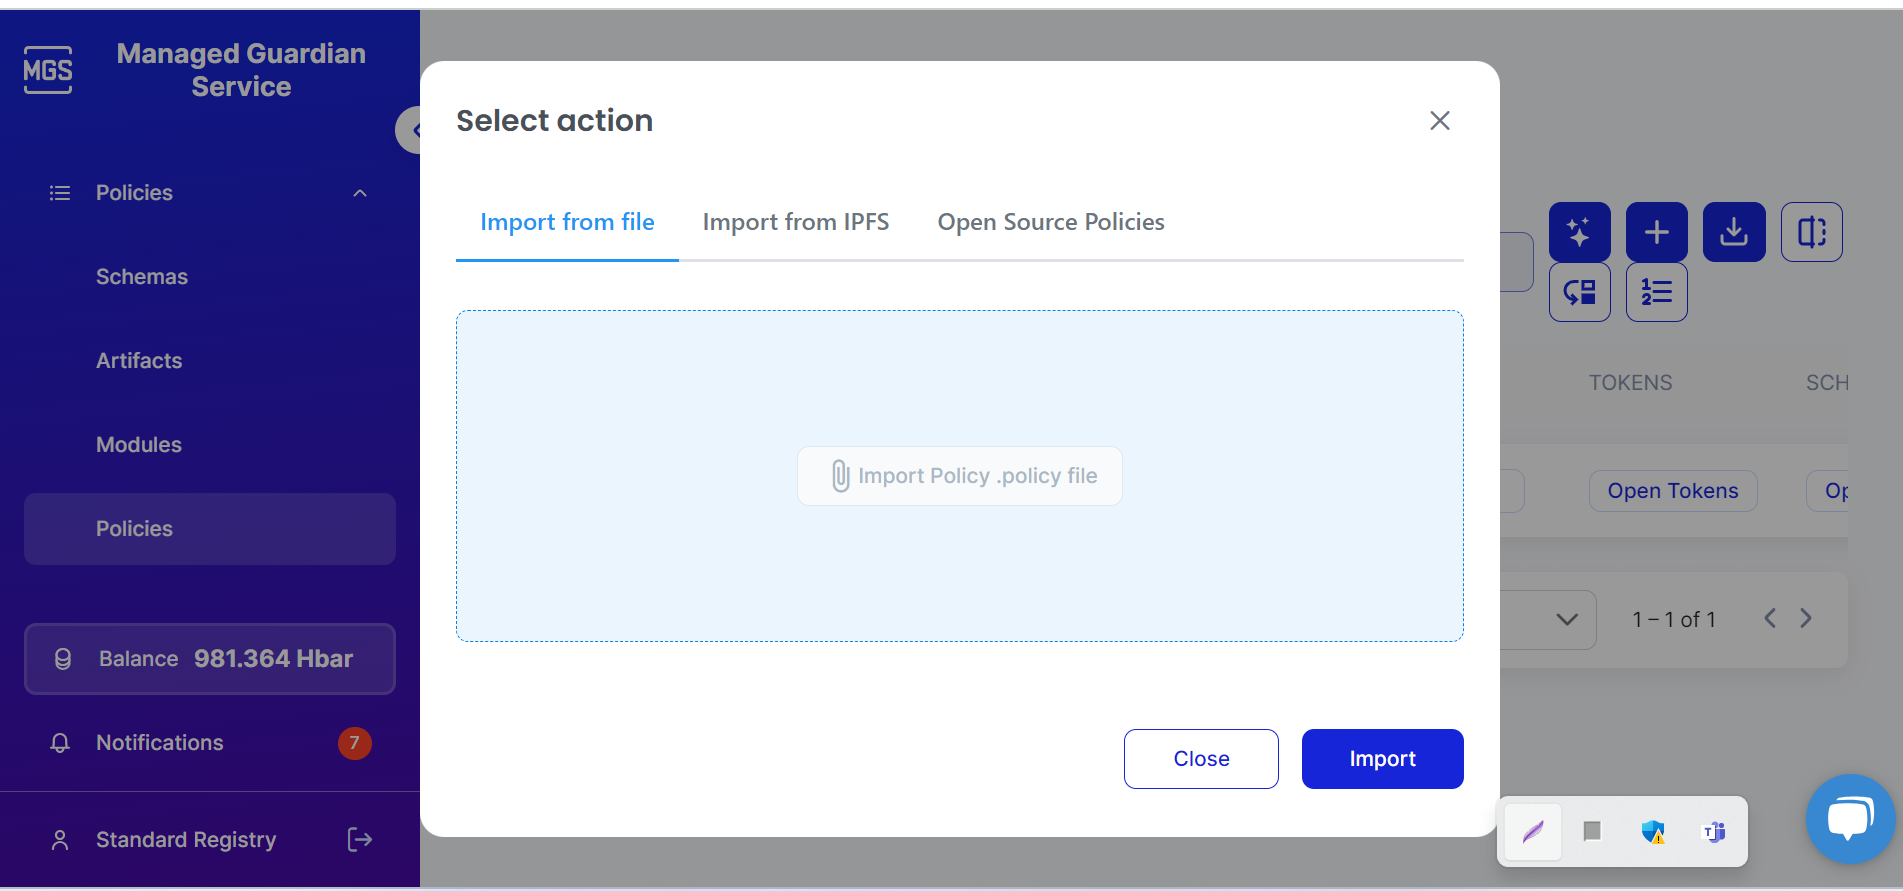 MGS
Managed Guardian
Service
Policies
Schemas
Artifacts
Modules
Policies
Balance 981.364 Hbar
Notifications 7
Standard Registry
Select action
Import from file Import from IPFS Open Source Policies
Import Policy .policy file
Close Import
TOKENS SCH
Open Tokens Op
1 – 1 of 1